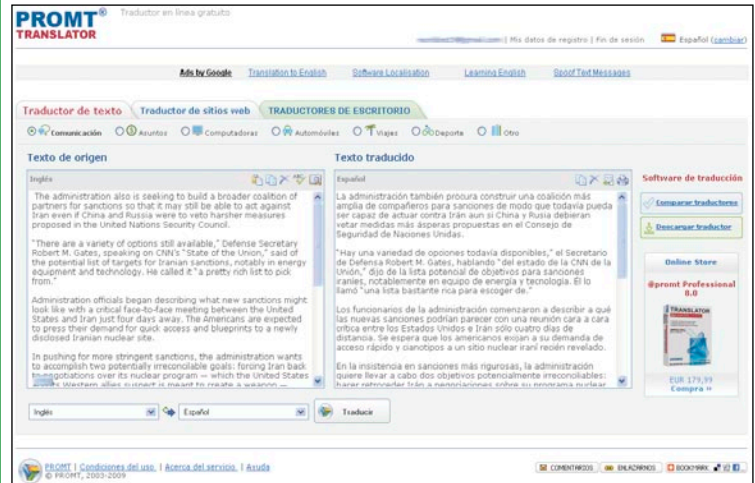 PROMT®
TRANSLATOR
Traductor en línea gratuito
| Mis datos de registro | Fin de sesión
Español (cambiar)
Ads by Google Translation to English Software Localisation Learning English Spoof Text Messages
Traductor de texto Traductor de sitios web TRADUCTORES DE ESCRITORIO
Comunicación Asuntos Computadoras Automóviles Viajes Deporte Otro
Texto de origen
Inglés
The administration also is seeking to build a broader coalition of
partners for sanctions so that it may still be able to act against
Iran even if China and Russia were to veto harsher measures
proposed in the United Nations Security Council.
"There are a variety of options still available," Defense Secretary
Robert M. Gates, speaking on CNN's "State of the Union," said of
the potential list of targets for Iranian sanctions, notably in energy
equipment and technology. He called it "a pretty rich list to pick
from."
Administration officials began describing what new sanctions might
look like with a critical face-to-face meeting between the United
States and Iran just four days away. The Americans are expected
to press their demand for quick access and blueprints to a newly
disclosed Iranian nuclear site.
In pushing for more stringent sanctions, the administration wants
to accomplish two potentially irreconcilable goals: forcing Iran back
to negotiations over its nuclear program — which the United States
Western allies suspect is meant to create a weapon —
Texto traducido
Español
La administración también procura construir una coalición más
amplia de compañeros para sanciones de modo que todavía pueda
ser capaz de actuar contra Irán aun si China y Rusia debieran
vetar medidas más ásperas propuestas en el Consejo de
Seguridad de Naciones Unidas.
"Hay una variedad de opciones todavía disponibles," el Secretario
de Defensa Robert M. Gates, hablando "del estado de la CNN de la
Unión," dijo de la lista potencial de objetivos para sanciones
iraníes, notablemente en equipo de energía y tecnología. Él lo
llamó "una lista bastante rica para escoger de."
Los funcionarios de la administración comenzaron a describir a qué
las nuevas sanciones podrían parecer con una reunión cara a cara
crítica entre los Estados Unidos e Irán sólo cuatro días de
distancia. Se espera que los americanos exijan a su demanda de
acceso rápido y cianotipos a un sitio nuclear iraní recién revelado.
En la insistencia en sanciones más rigurosas, la administración
quiere llevar a cabo dos objetivos potencialmente irreconciliables:
hacer retroceder Irán a negociaciones sobre su programa nuclear
Software de traducción
Comparar traductores
Descargar traductor
Online Store
@promt Professional
8.0
TRANSLATOR
EUR 179,99
Compra »
Inglés Español Traducir
PROMT | Condiciones del uso | Acerca del servicio | Ayuda
© PROMT, 2003-2009
COMENTARIOS ENLAZARNOS BOOKMARK